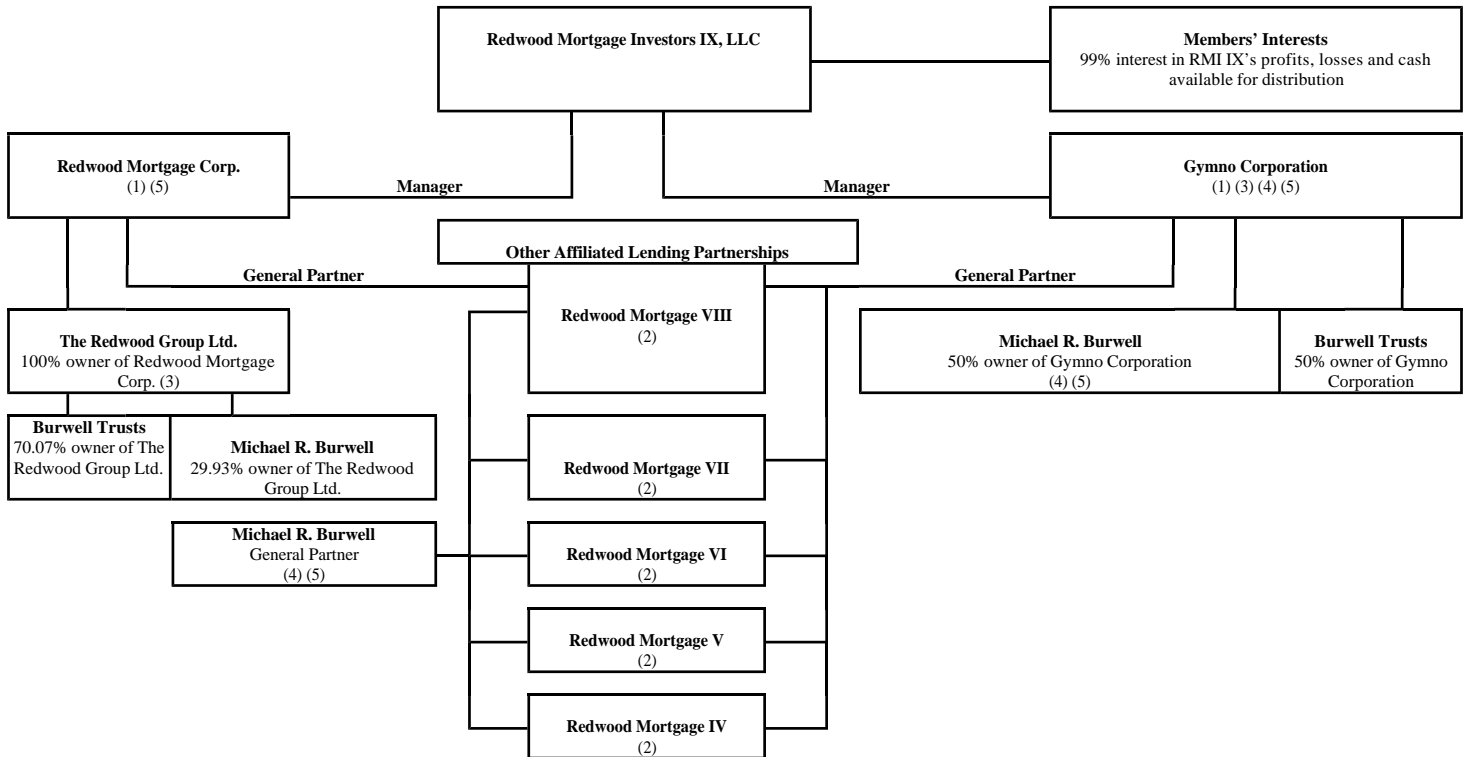 Redwood Mortgage Investors IX, LLC
Members’ Interests
99% interest in RMI IX’s profits, losses and cash
available for distribution
Redwood Mortgage Corp.
(1) (5)
Manager
Manager
Gymno Corporation
(1) (3) (4) (5)
Other Affiliated Lending Partnerships
General Partner
General Partner
Redwood Mortgage VIII
(2)
The Redwood Group Ltd.
100% owner of Redwood Mortgage
Corp. (3)
Michael R. Burwell
50% owner of Gymno Corporation
(4) (5)
Burwell Trusts
50% owner of Gymno
Corporation
Burwell Trusts
70.07% owner of The
Redwood Group Ltd.
Michael R. Burwell
29.93% owner of The Redwood
Group Ltd.
Redwood Mortgage VII
(2)
Michael R. Burwell
General Partner
(4) (5)
Redwood Mortgage VI
(2)
Redwood Mortgage V
(2)
Redwood Mortgage IV
(2)